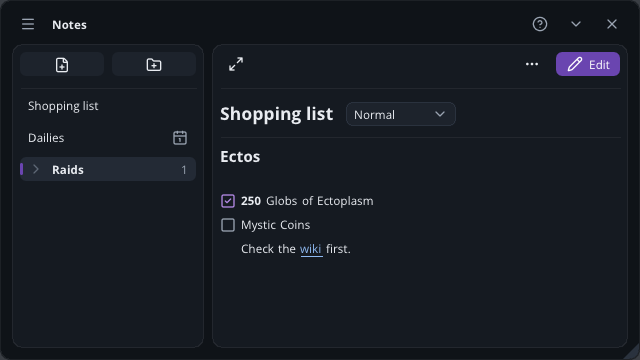 Notes
Edit
Shopping list
Dailies
Raids 1
Shopping list Normal
Ectos
250 Globs of Ectoplasm
Mystic Coins
Check the wiki first.